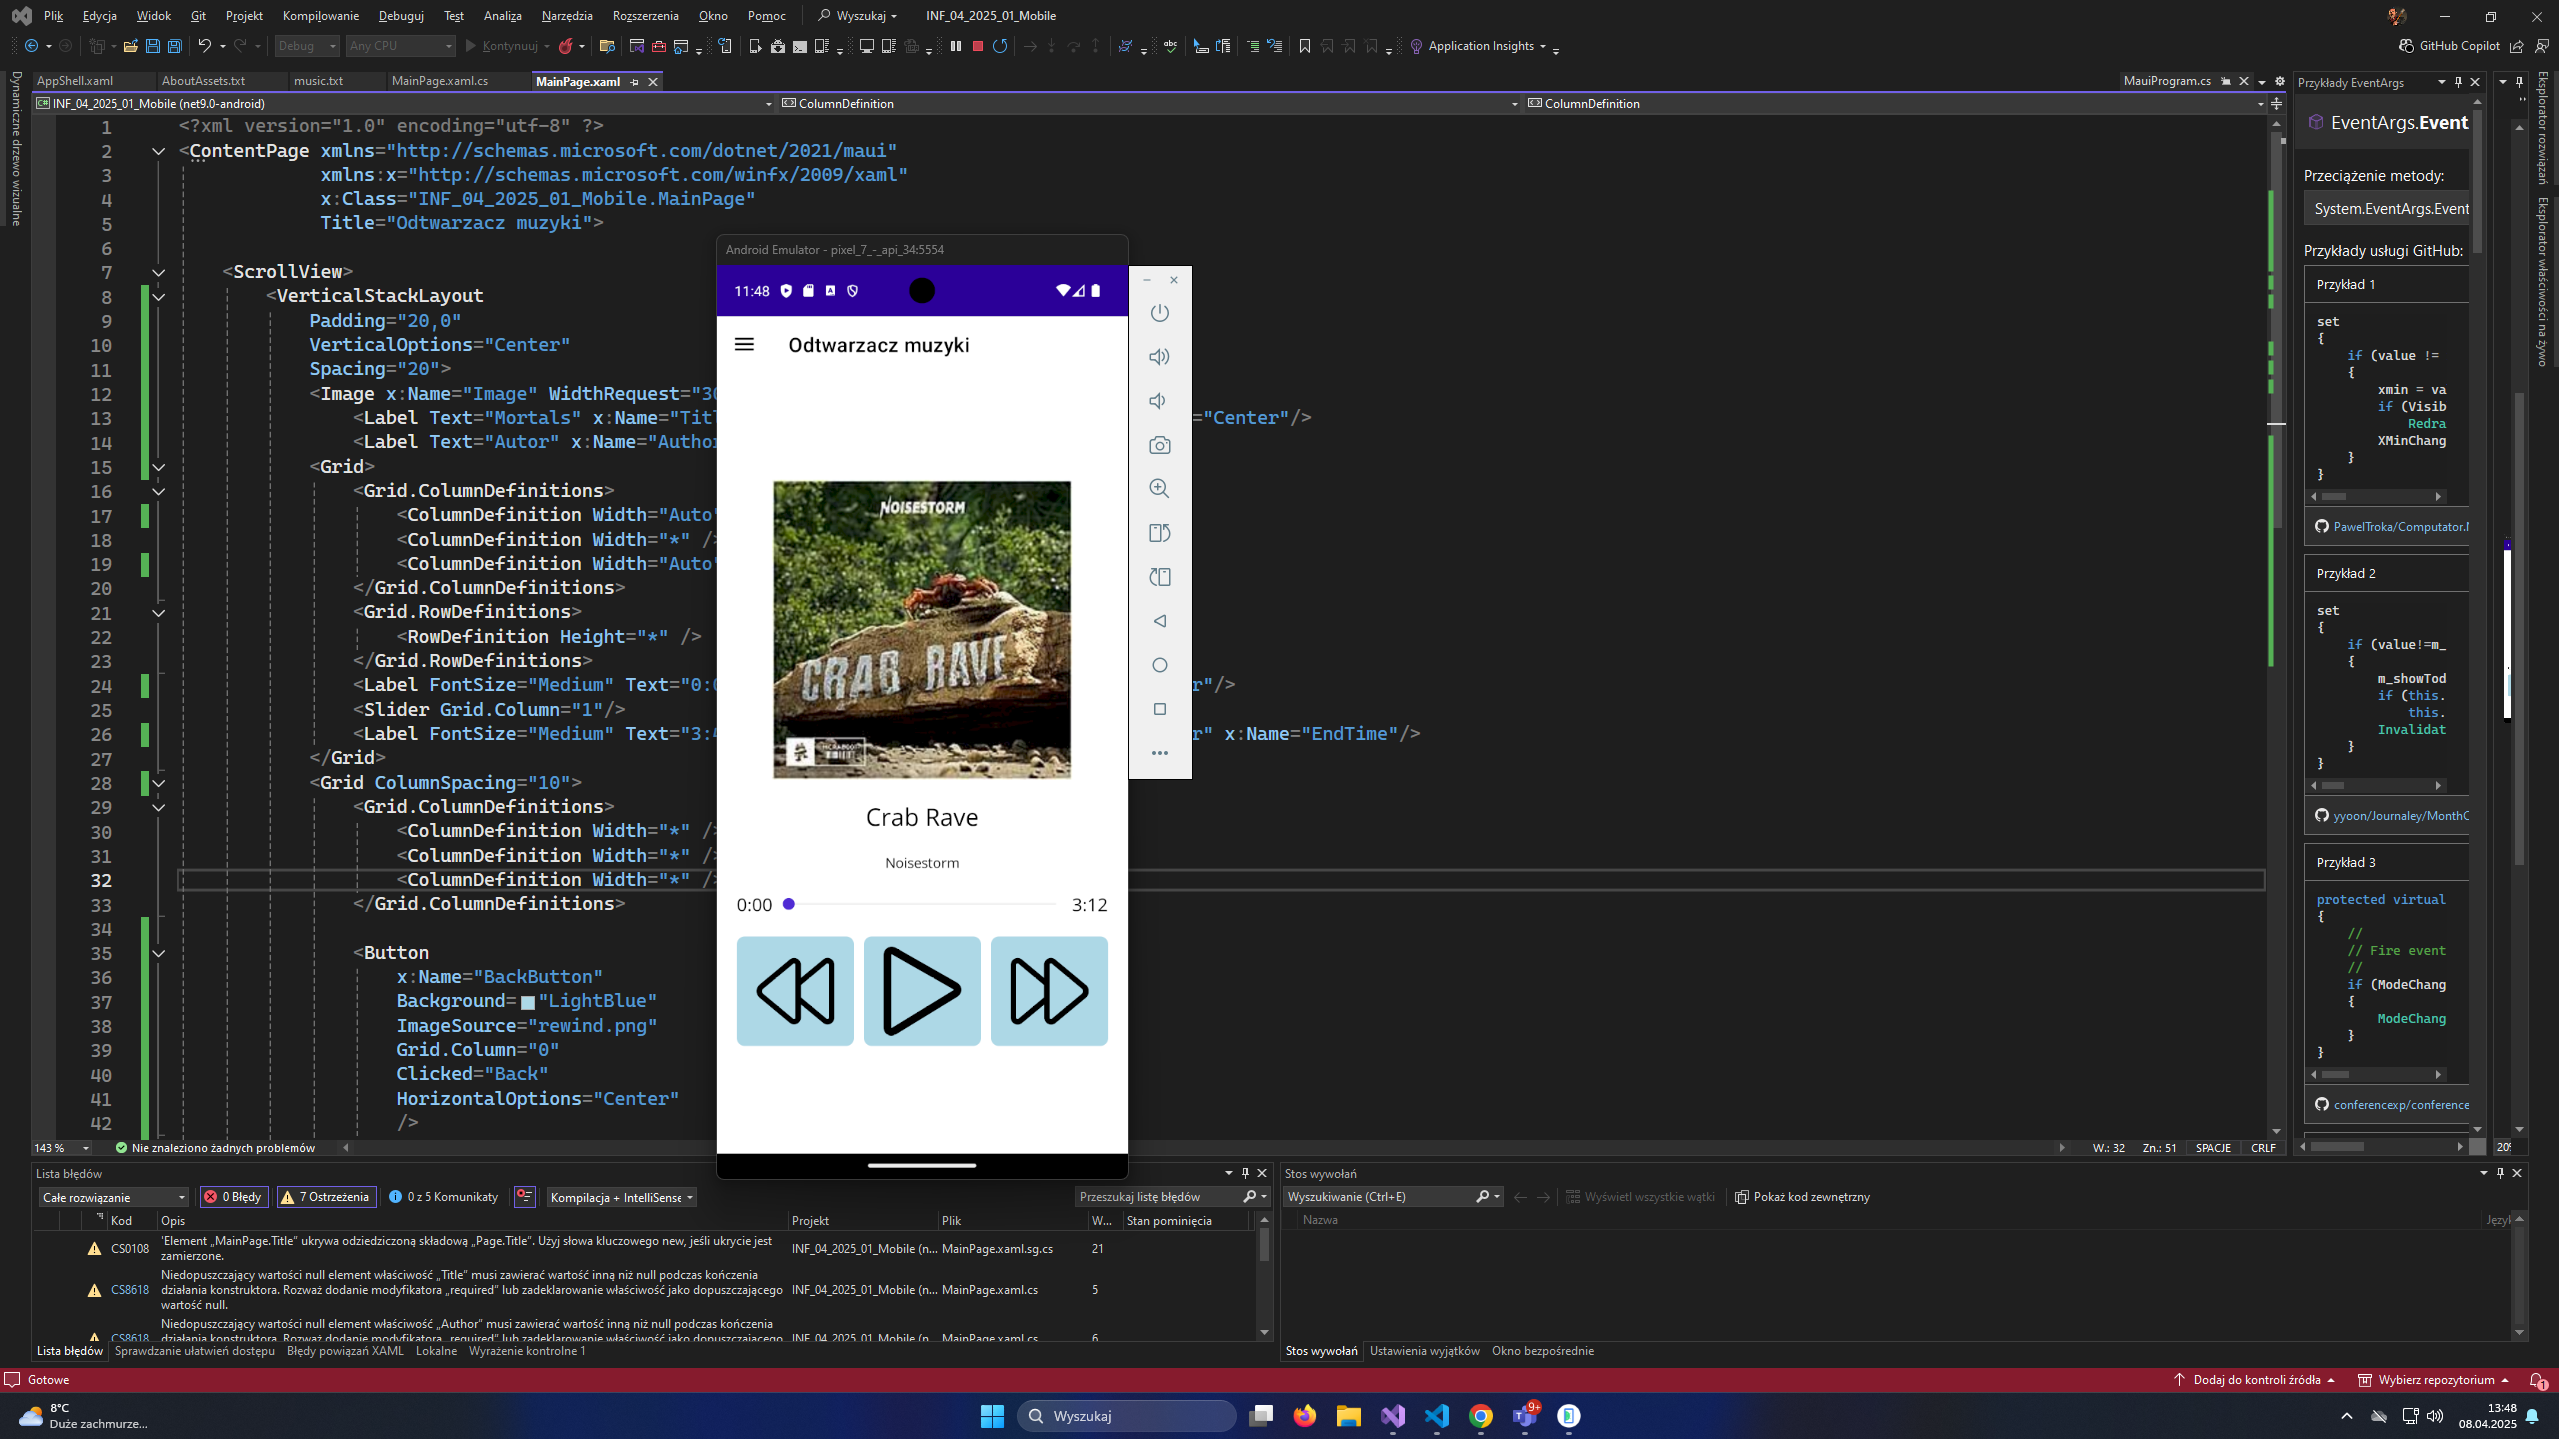 Plik Edycja Widok Git Projekt Kompilowanie Debuguj Test Analiza Narzędzia Rozszerzenia Okno Pomoc Wyszukaj INF_04_2025_01_Mobile
Debug Any CPU Kontynuuj Application Insights GitHub Copilot
AppShell.xaml AboutAssets.txt music.txt MainPage.xaml.cs MainPage.xaml MauiProgram.cs
INF_04_2025_01_Mobile (net9.0-android) ColumnDefinition ColumnDefinition
Dynamiczne drzewo wizualne
1 <?xml version="1.0" encoding="utf-8" ?>
2 <ContentPage xmlns="http://schemas.microsoft.com/dotnet/2021/maui"
3 xmlns:x="http://schemas.microsoft.com/winfx/2009/xaml"
4 x:Class="INF_04_2025_01_Mobile.MainPage"
5 Title="Odtwarzacz muzyki">
6
7 <ScrollView>
8 <VerticalStackLayout
9 Padding="20,0"
10 VerticalOptions="Center"
11 Spacing="20">
12 <Image x:Name="Image" WidthRequest="30
13 <Label Text="Mortals" x:Name="Titl ="Center"/>
14 <Label Text="Autor" x:Name="Author
15 <Grid>
16 <Grid.ColumnDefinitions>
17 <ColumnDefinition Width="Auto"
18 <ColumnDefinition Width="*" />
19 <ColumnDefinition Width="Auto"
20 </Grid.ColumnDefinitions>
21 <Grid.RowDefinitions>
22 <RowDefinition Height="*" />
23 </Grid.RowDefinitions>
24 <Label FontSize="Medium" Text="0:0 r"/>
25 <Slider Grid.Column="1"/>
26 <Label FontSize="Medium" Text="3:4 r" x:Name="EndTime"/>
27 </Grid>
28 <Grid ColumnSpacing="10">
29 <Grid.ColumnDefinitions>
30 <ColumnDefinition Width="*" />
31 <ColumnDefinition Width="*" />
32 <ColumnDefinition Width="*" />
33 </Grid.ColumnDefinitions>
34
35 <Button
36 x:Name="BackButton"
37 Background="LightBlue"
38 ImageSource="rewind.png"
39 Grid.Column="0"
40 Clicked="Back"
41 HorizontalOptions="Center"
42 />
143 % Nie znaleziono żadnych problemów W.: 32 Zn.: 51 SPACJE CRLF
Android Emulator - pixel_7_-_api_34:5554
11:48
Odtwarzacz muzyki
NOISESTORM
CRAB RAVE
Crab Rave
Noisestorm
0:00 3:12
Przykłady EventArgs
EventArgs.Event
Przeciążenie metody:
System.EventArgs.Event
Przykłady usługi GitHub:
Przykład 1
set
{
if (value !=
{
xmin = va
if (Visib
Redra
XMinChang
}
}
PawelTroka/Computator.N
Przykład 2
set
{
if (value!=m_
{
m_showTod
if (this.
this.
Invalidat
}
}
yyoon/Journaley/MonthC
Przykład 3
protected virtual
{
//
// Fire event
//
if (ModeChang
{
ModeChang
}
}
conferencexp/conference
20%
Eksplorator rozwiązań
Eksplorator właściwości na żywo
Lista błędów
Całe rozwiązanie 0 Błędy 7 Ostrzeżenia 0 z 5 Komunikaty Kompilacja + IntelliSense Przeszukaj listę błędów
Kod Opis Projekt Plik W... Stan pominięcia
CS0108 'Element „MainPage.Title” ukrywa odziedziczoną składową „Page.Title”. Użyj słowa kluczowego new, jeśli ukrycie jest zamierzone. INF_04_2025_01_Mobile (n... MainPage.xaml.sg.cs 21
CS8618 Niedopuszczający wartości null element właściwość „Title” musi zawierać wartość inną niż null podczas kończenia działania konstruktora. Rozważ dodanie modyfikatora „required” lub zadeklarowanie właściwość jako dopuszczającego wartość null. INF_04_2025_01_Mobile (n... MainPage.xaml.cs 5
CS8618 Niedopuszczający wartości null element właściwość „Author” musi zawierać wartość inną niż null podczas kończenia działania konstruktora. Rozważ dodanie modyfikatora „required” lub zadeklarowanie właściwość jako dopuszczającego INF_04_2025_01_Mobile (n... MainPage.xaml.cs 6
Lista błędów Sprawdzanie ułatwień dostępu Błędy powiązań XAML Lokalne Wyrażenie kontrolne 1
Stos wywołań
Wyszukiwanie (Ctrl+E) Wyświetl wszystkie wątki Pokaż kod zewnętrzny
Nazwa Język
Stos wywołań Ustawienia wyjątków Okno bezpośrednie
Gotowe Dodaj do kontroli źródła Wybierz repozytorium 1
8°C
Duże zachmurze...
Wyszukaj
9+
13:48
08.04.2025